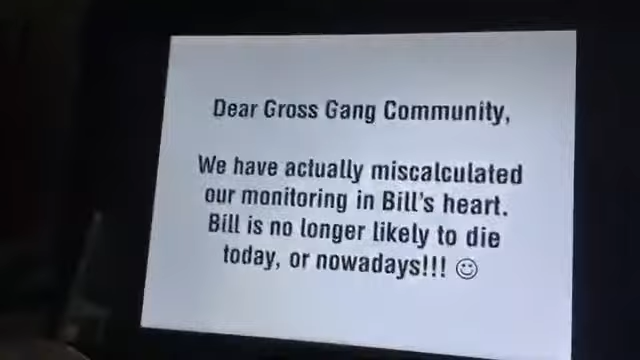 Dear Gross Gang Community,
We have actually miscalculated
our monitoring in Bill's heart.
Bill is no longer likely to die
today, or nowadays!!! ☺